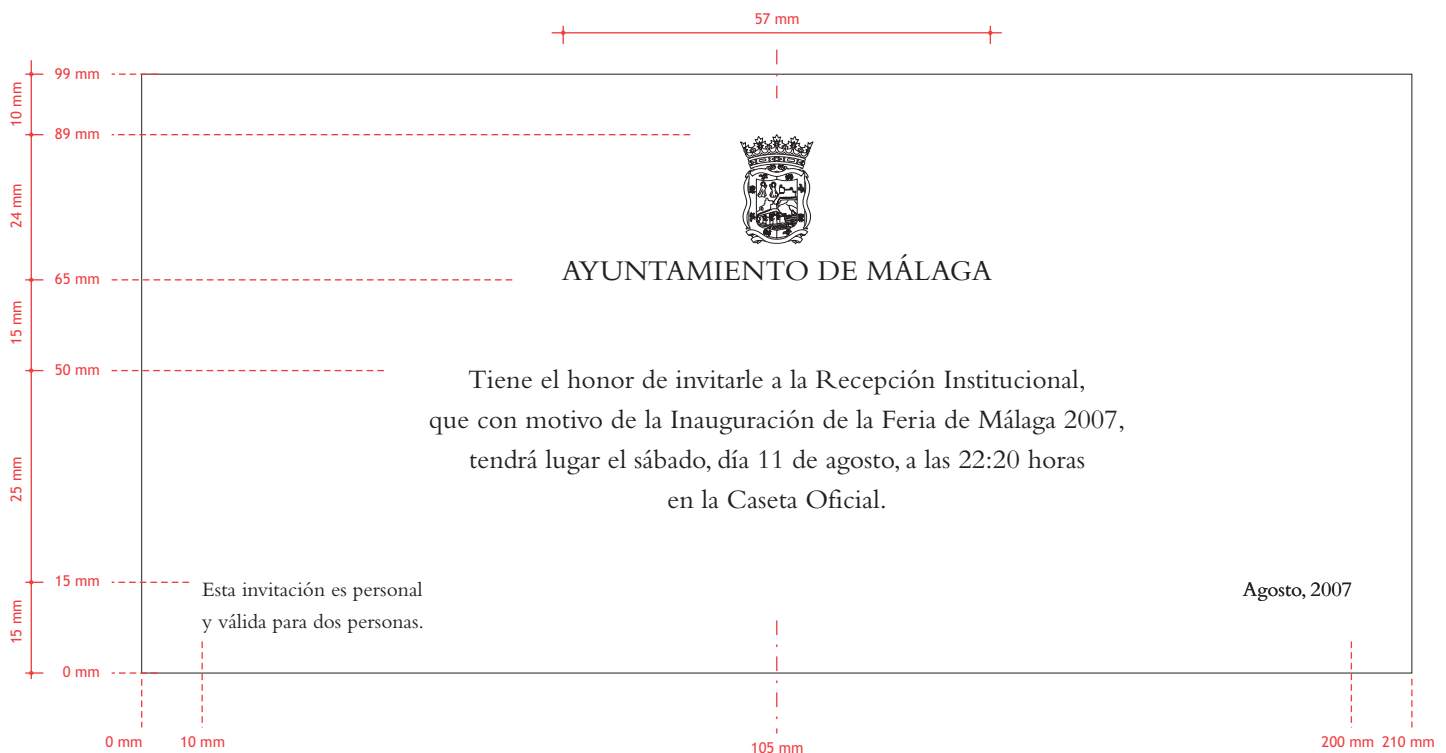 57 mm
99 mm
10 mm
89 mm
24 mm
AYUNTAMIENTO DE MÁLAGA
65 mm
15 mm
50 mm
Tiene el honor de invitarle a la Recepción Institucional,
que con motivo de la Inauguración de la Feria de Málaga 2007,
tendrá lugar el sábado, día 11 de agosto, a las 22:20 horas
en la Caseta Oficial.
25 mm
15 mm
Esta invitación es personal
y válida para dos personas.
Agosto, 2007
15 mm
0 mm
0 mm
10 mm
105 mm
200 mm
210 mm